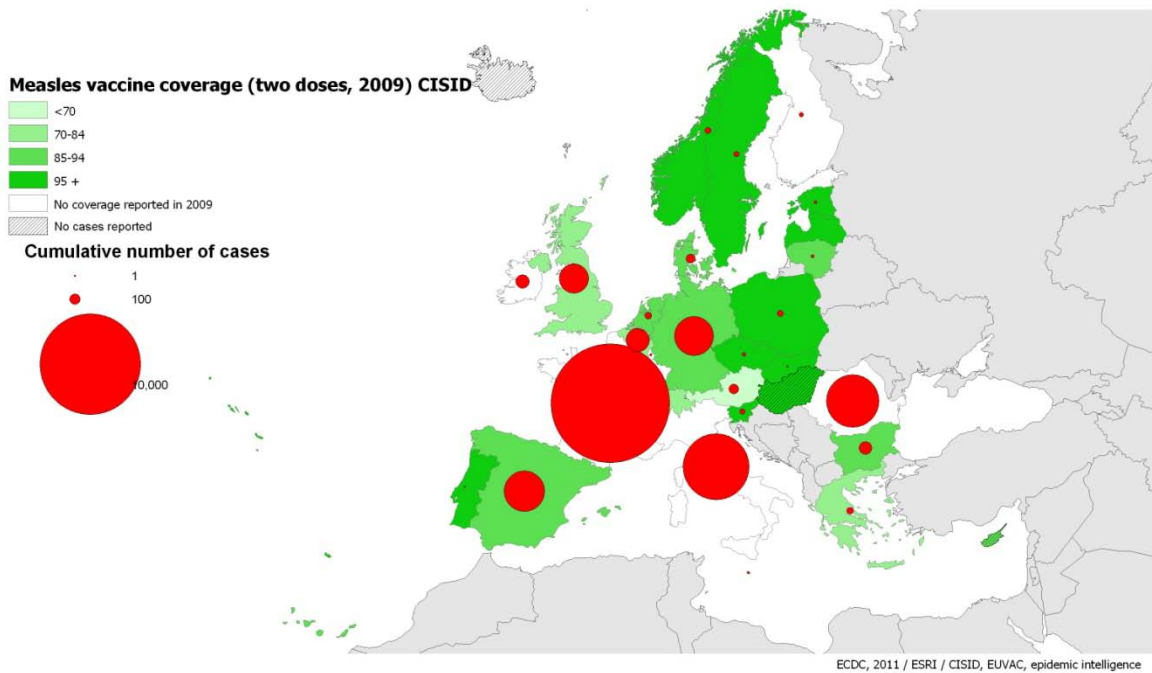 Measles vaccine coverage (two doses, 2009) CISID
<70
70-84
85-94
95 +
No coverage reported in 2009
No cases reported
Cumulative number of cases
1
100
10,000
ECDC, 2011 / ESRI / CISID, EUVAC, epidemic intelligence